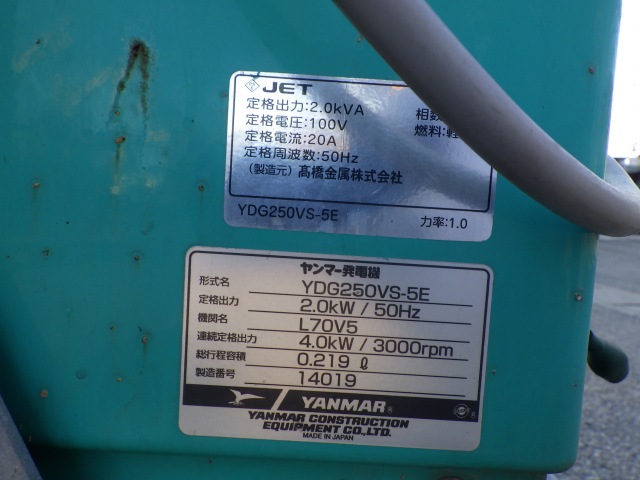 JET
定格出力:2.0kVA 相数
定格電圧:100V 燃料:軽
定格電流:20A
定格周波数:50Hz
(製造元) 髙橋金属株式会社
YDG250VS-5E 力率:1.0
ヤンマー発電機
形式名 YDG250VS-5E
定格出力 2.0kW / 50Hz
機関名 L70V5
連続定格出力 4.0kW / 3000rpm
総行程容積 0.219 ℓ
製造番号 14019
YANMAR®
YANMAR CONSTRUCTION
EQUIPMENT CO.,LTD.
MADE IN JAPAN